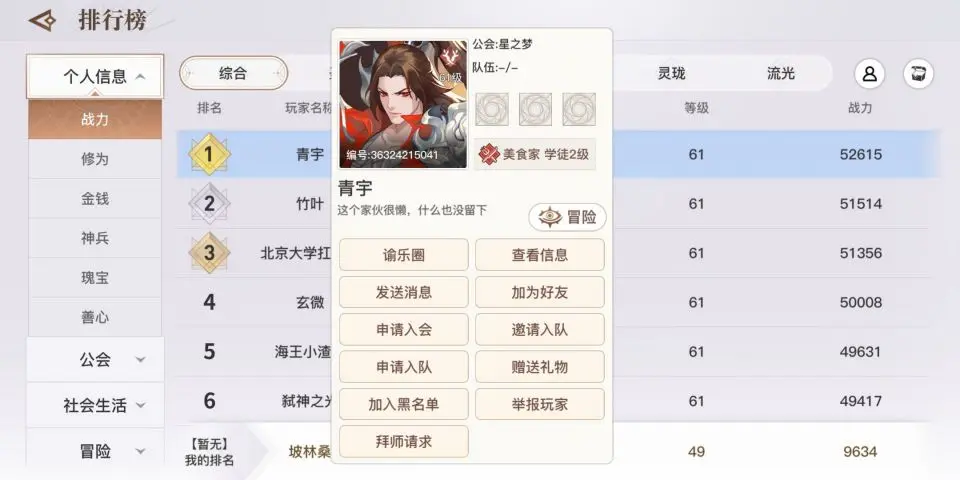 排行榜
个人信息
战力
修为
金钱
神兵
瑰宝
善心
公会
社会生活
冒险
综合
灵珑
流光
排名
玩家名称
等级
战力
1
青宇
61
52615
2
竹叶
61
51514
3
北京大学扛
61
51356
4
玄微
61
50008
5
海王小渣
61
49631
6
弑神之
61
49417
【暂无】
我的排名
坡林桑
49
9634
61级
编号:36324215041
公会:星之梦
队伍:-/-
美食家 学徒2级
青宇
这个家伙很懒，什么也没留下
冒险
谕乐圈
查看信息
发送消息
加为好友
申请入会
邀请入队
申请入队
赠送礼物
加入黑名单
举报玩家
拜师请求